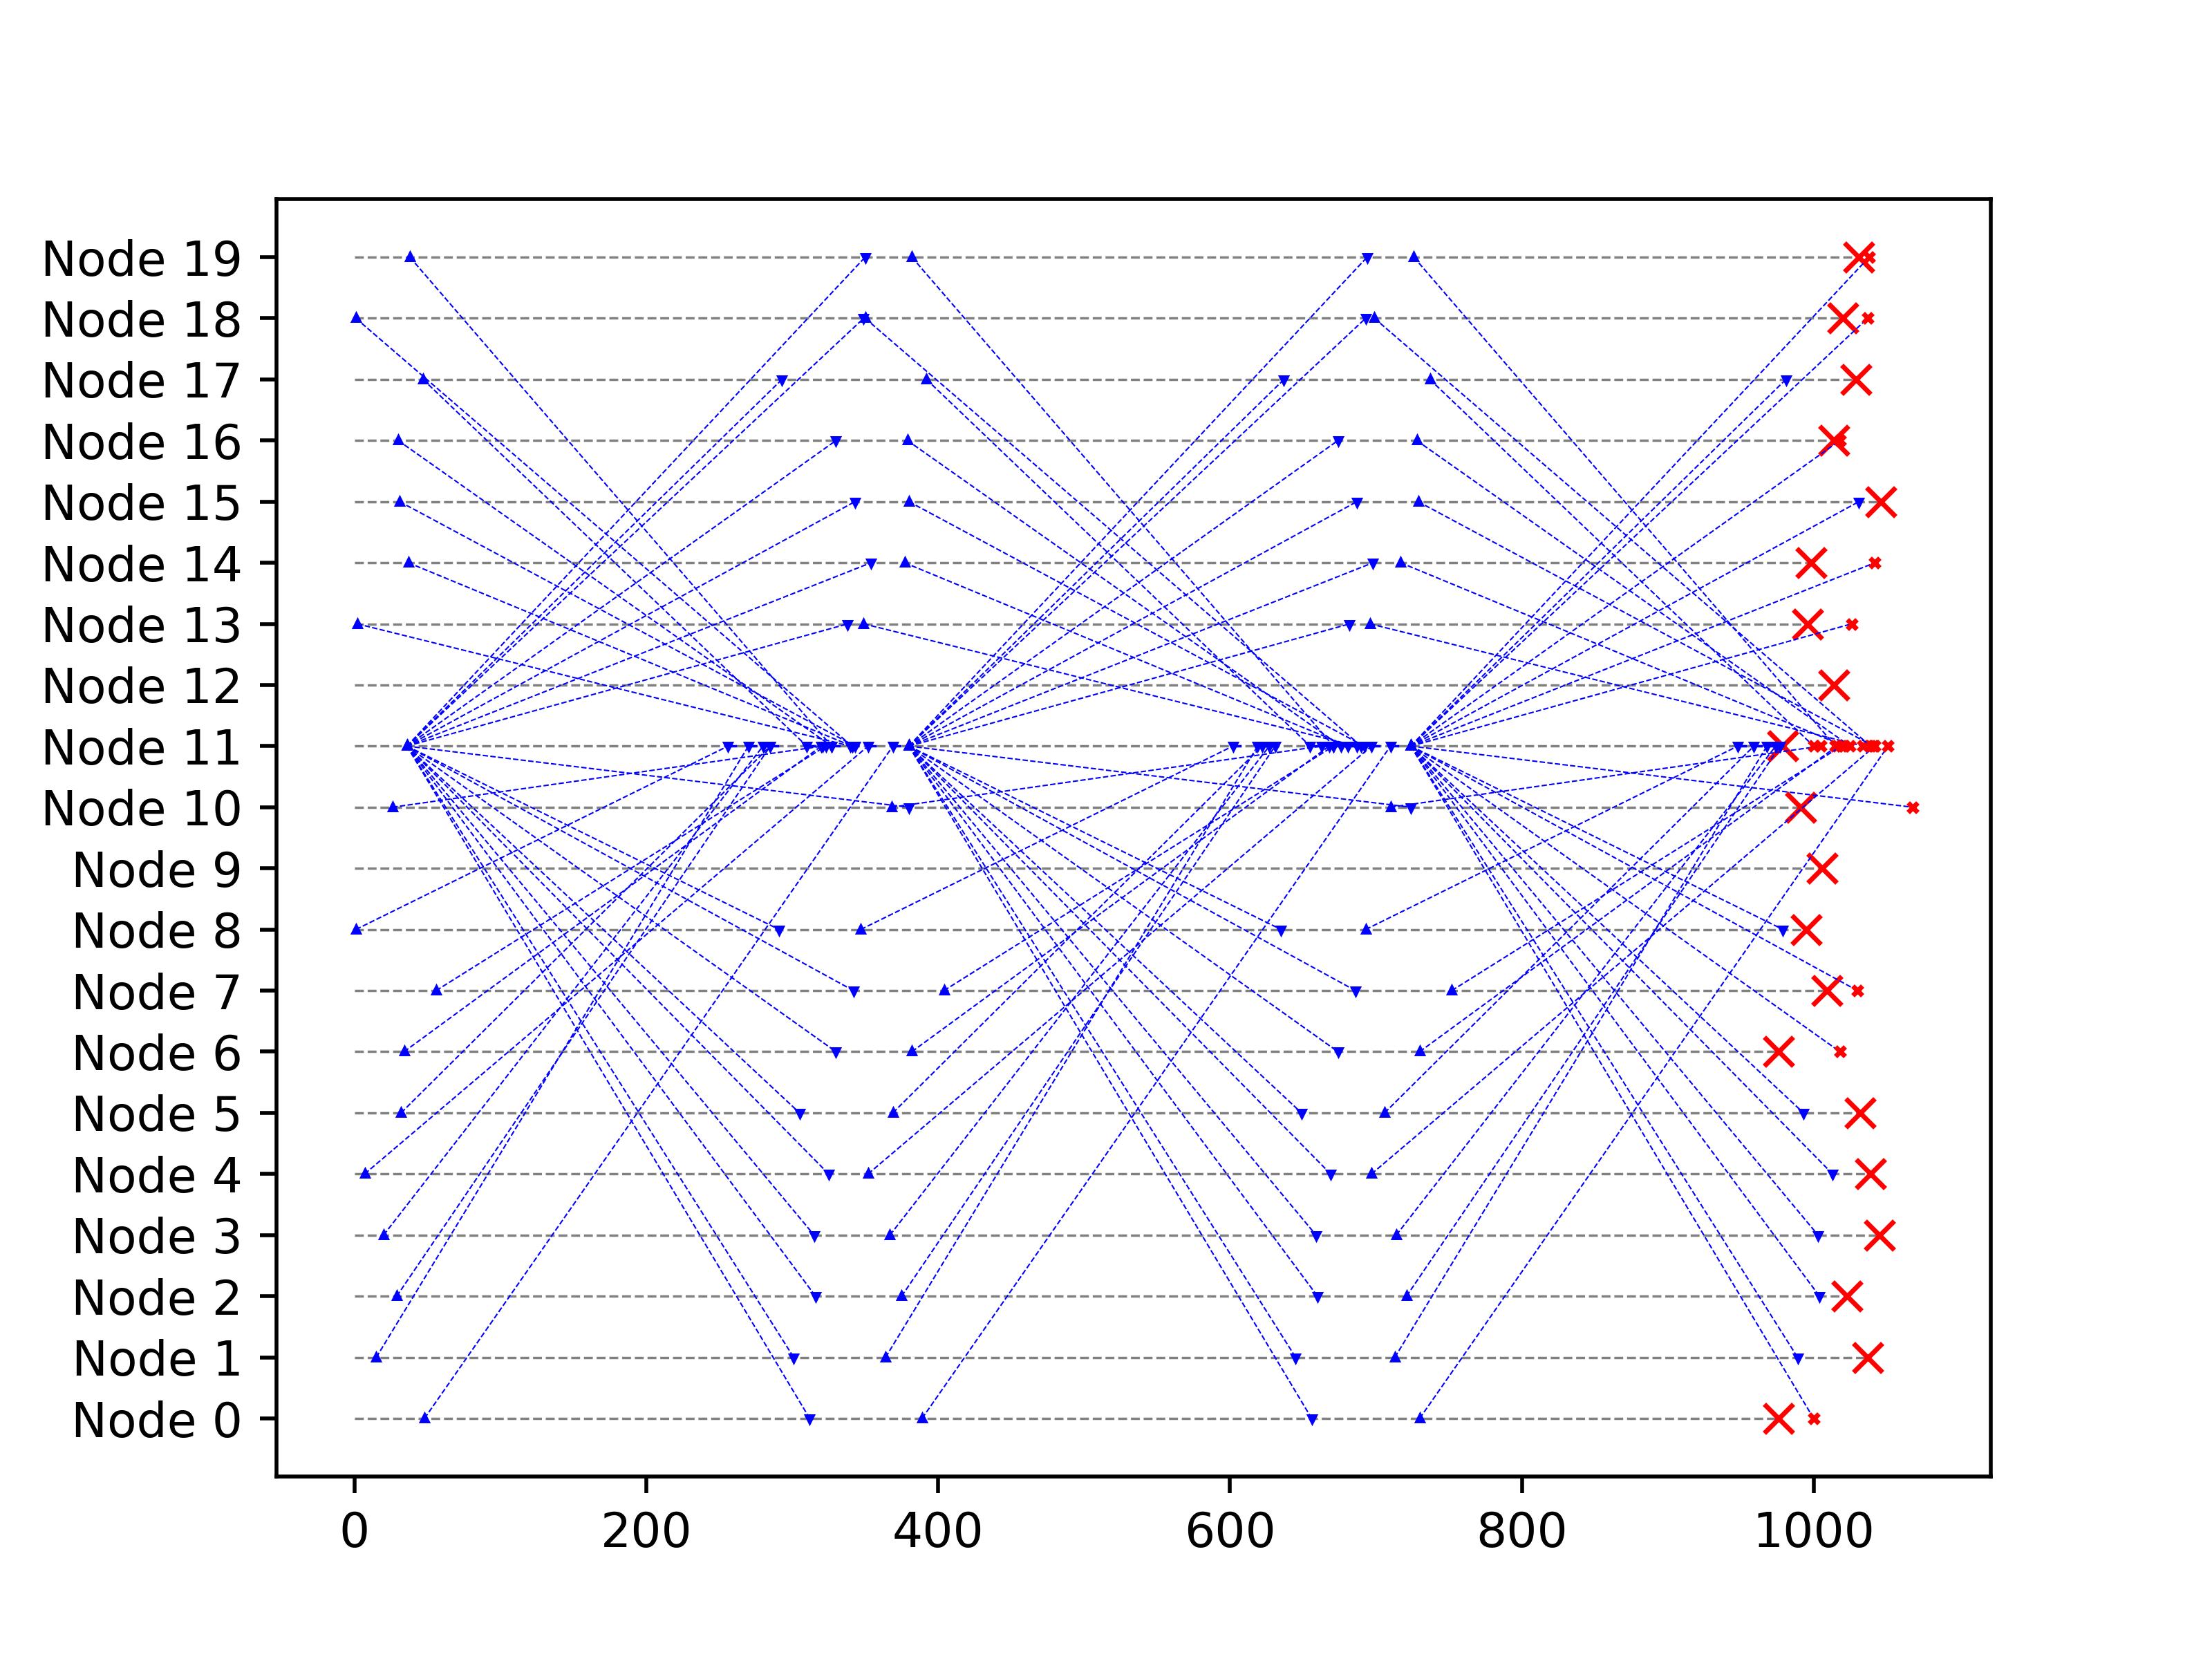 Node 19
Node 18
Node 17
Node 16
Node 15
Node 14
Node 13
Node 12
Node 11
Node 10
Node 9
Node 8
Node 7
Node 6
Node 5
Node 4
Node 3
Node 2
Node 1
Node 0
0 200 400 600 800 1000